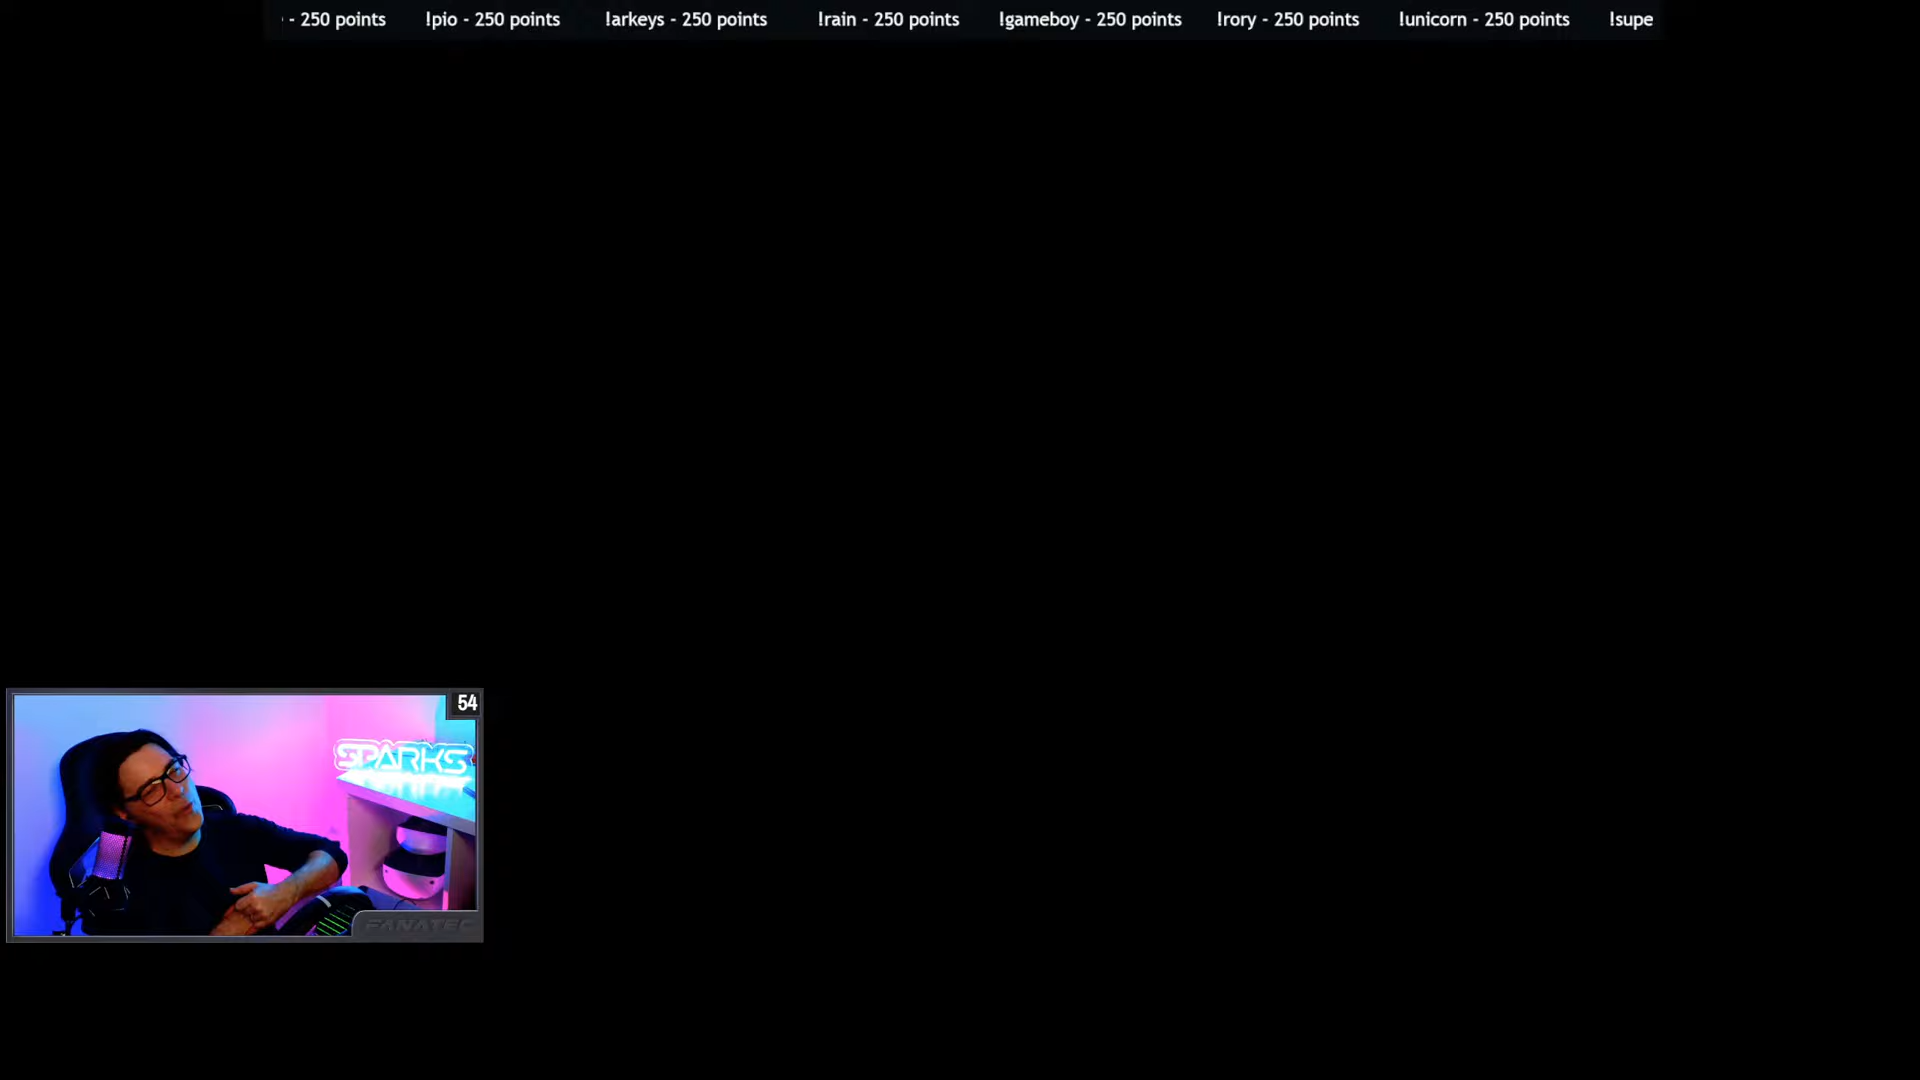 - 250 points !pio - 250 points !arkeys - 250 points !rain - 250 points !gameboy - 250 points !rory - 250 points !unicorn - 250 points !supe
54
SPARKS
FANATEC